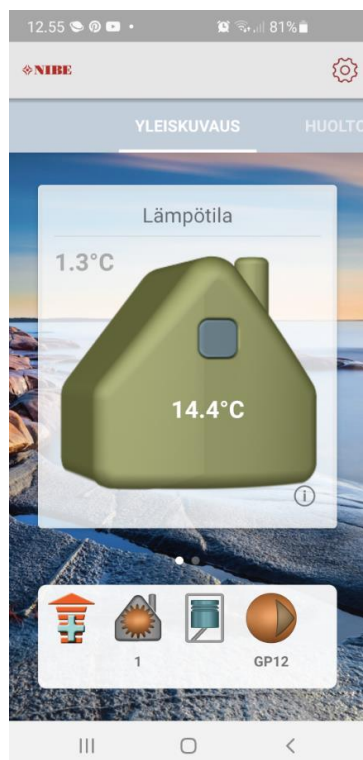 12.55 81%
NIBE
YLEISKUVAUS HUOLTO
Lämpötila
1.3°C
14.4°C
1 GP12